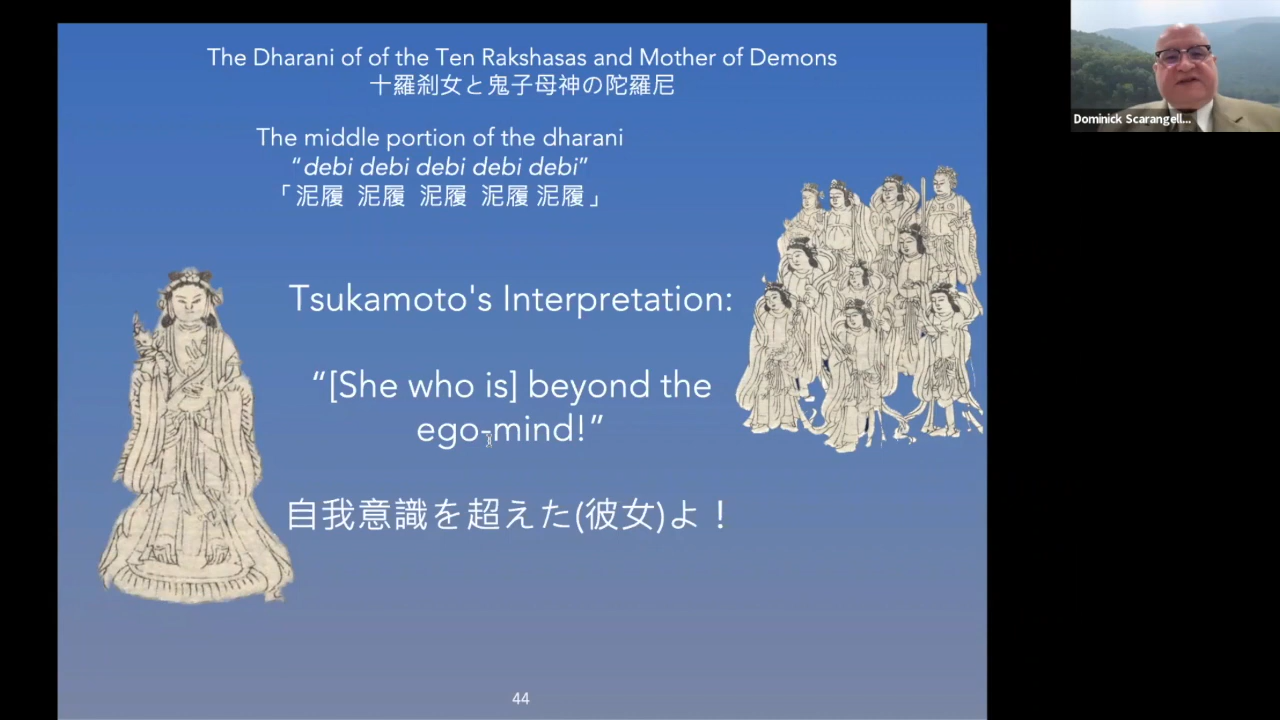 The Dharani of of the Ten Rakshasas and Mother of Demons
十羅刹女と鬼子母神の陀羅尼
The middle portion of the dharani
“debi debi debi debi debi”
「泥履 泥履 泥履 泥履 泥履」
Tsukamoto's Interpretation:
“[She who is] beyond the
ego-mind!”
自我意識を超えた(彼女)よ！
44
Dominick Scarangell...